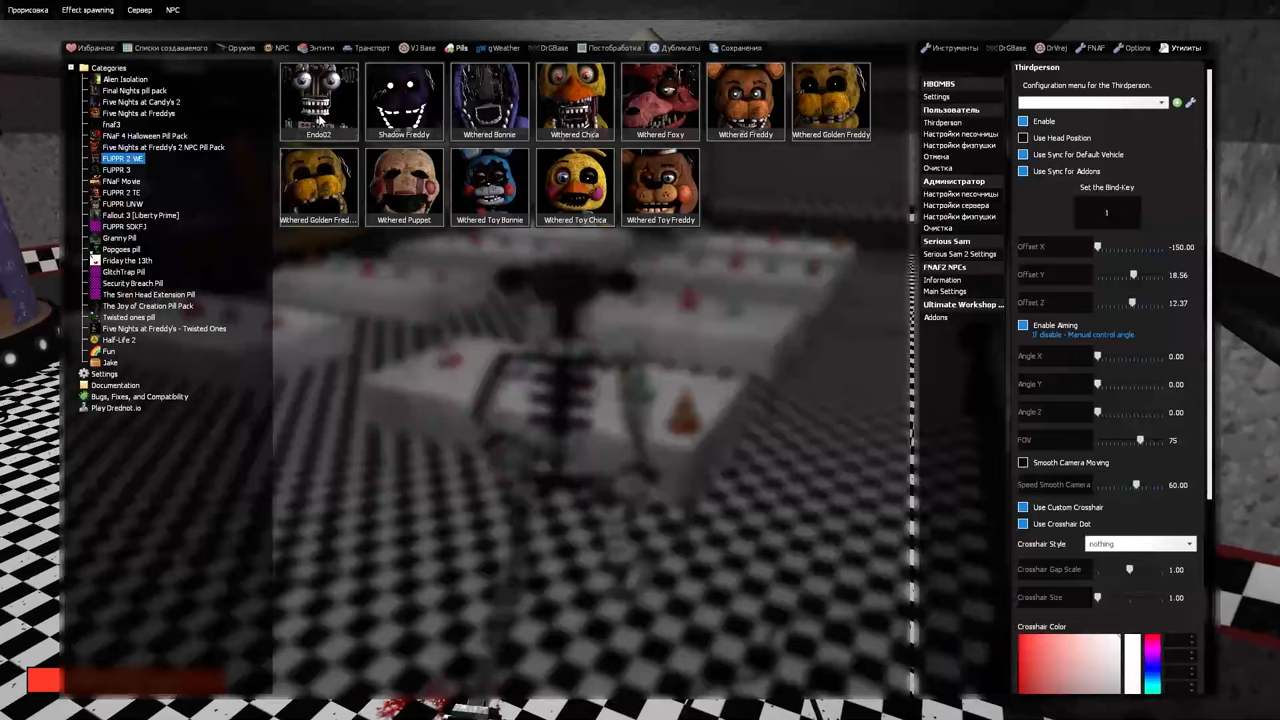 Прорисовка Effect spawning Сервер NPC
Избранное Списки создаваемого Оружие NPC Энтити Транспорт VJ Base Pills gWeather DrGBase Постобработка Дубликаты Сохранения
Инструменты DrGBase DrVrej FNAF Options Утилиты
Categories
Alien Isolation
Final Nights pill pack
Five Nights at Candy's 2
Five Nights at Freddys
fnaf3
FNaF 4 Halloween Pill Pack
Five Nights at Freddy's 2 NPC Pill Pack
FUPPR 2 WE
FUPPR 3
FNaF Movie
FUPPR 2 TE
FUPPR UNW
Fallout 3 [Liberty Prime]
FUPPR SDKFJ
Granny Pill
Popgoes pill
Friday the 13th
GlitchTrap Pill
Security Breach Pill
The Siren Head Extension Pill
The Joy of Creation Pill Pack
Twisted ones pill
Five Nights at Freddy's - Twisted Ones
Half-Life 2
Fun
Jake
Settings
Documentation
Bugs, Fixes, and Compatibility
Play Drednot.io
Endo02
Shadow Freddy
Withered Bonnie
Withered Chica
Withered Foxy
Withered Freddy
Withered Golden Freddy
Withered Golden Fred...
Withered Puppet
Withered Toy Bonnie
Withered Toy Chica
Withered Toy Freddy
HBOMBS
Settings
Пользователь
Thirdperson
Настройки песочницы
Настройки физпушки
Отмена
Очистка
Администратор
Настройки песочницы
Настройки сервера
Настройки физпушки
Очистка
Serious Sam
Serious Sam 2 Settings
FNAF2 NPCs
Information
Main Settings
Ultimate Workshop ...
Addons
Thirdperson
Configuration menu for the Thirdperson.
Enable
Use Head Position
Use Sync for Default Vehicle
Use Sync for Addons
Set the Bind-Key
1
Offset X -150.00
Offset Y 18.56
Offset Z 12.37
Enable Aiming
If disable - Manual control angle.
Angle X 0.00
Angle Y 0.00
Angle Z 0.00
FOV 75
Smooth Camera Moving
Speed Smooth Camera 60.00
Use Custom Crosshair
Use Crosshair Dot
Crosshair Style nothing
Crosshair Gap Scale 1.00
Crosshair Size 1.00
Crosshair Color